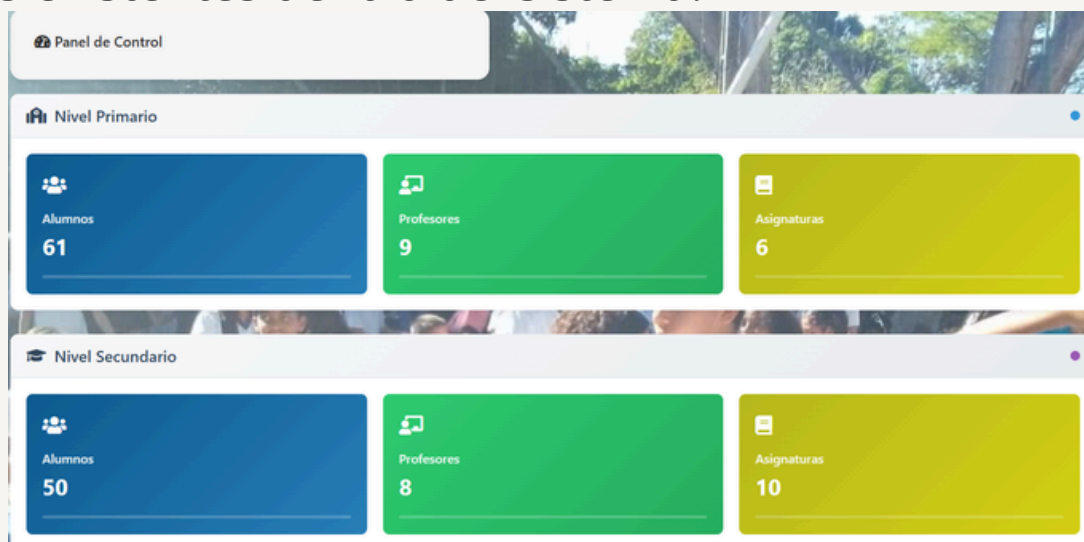 Panel de Control
Nivel Primario
Alumnos
61
Profesores
9
Asignaturas
6
Nivel Secundario
Alumnos
50
Profesores
8
Asignaturas
10